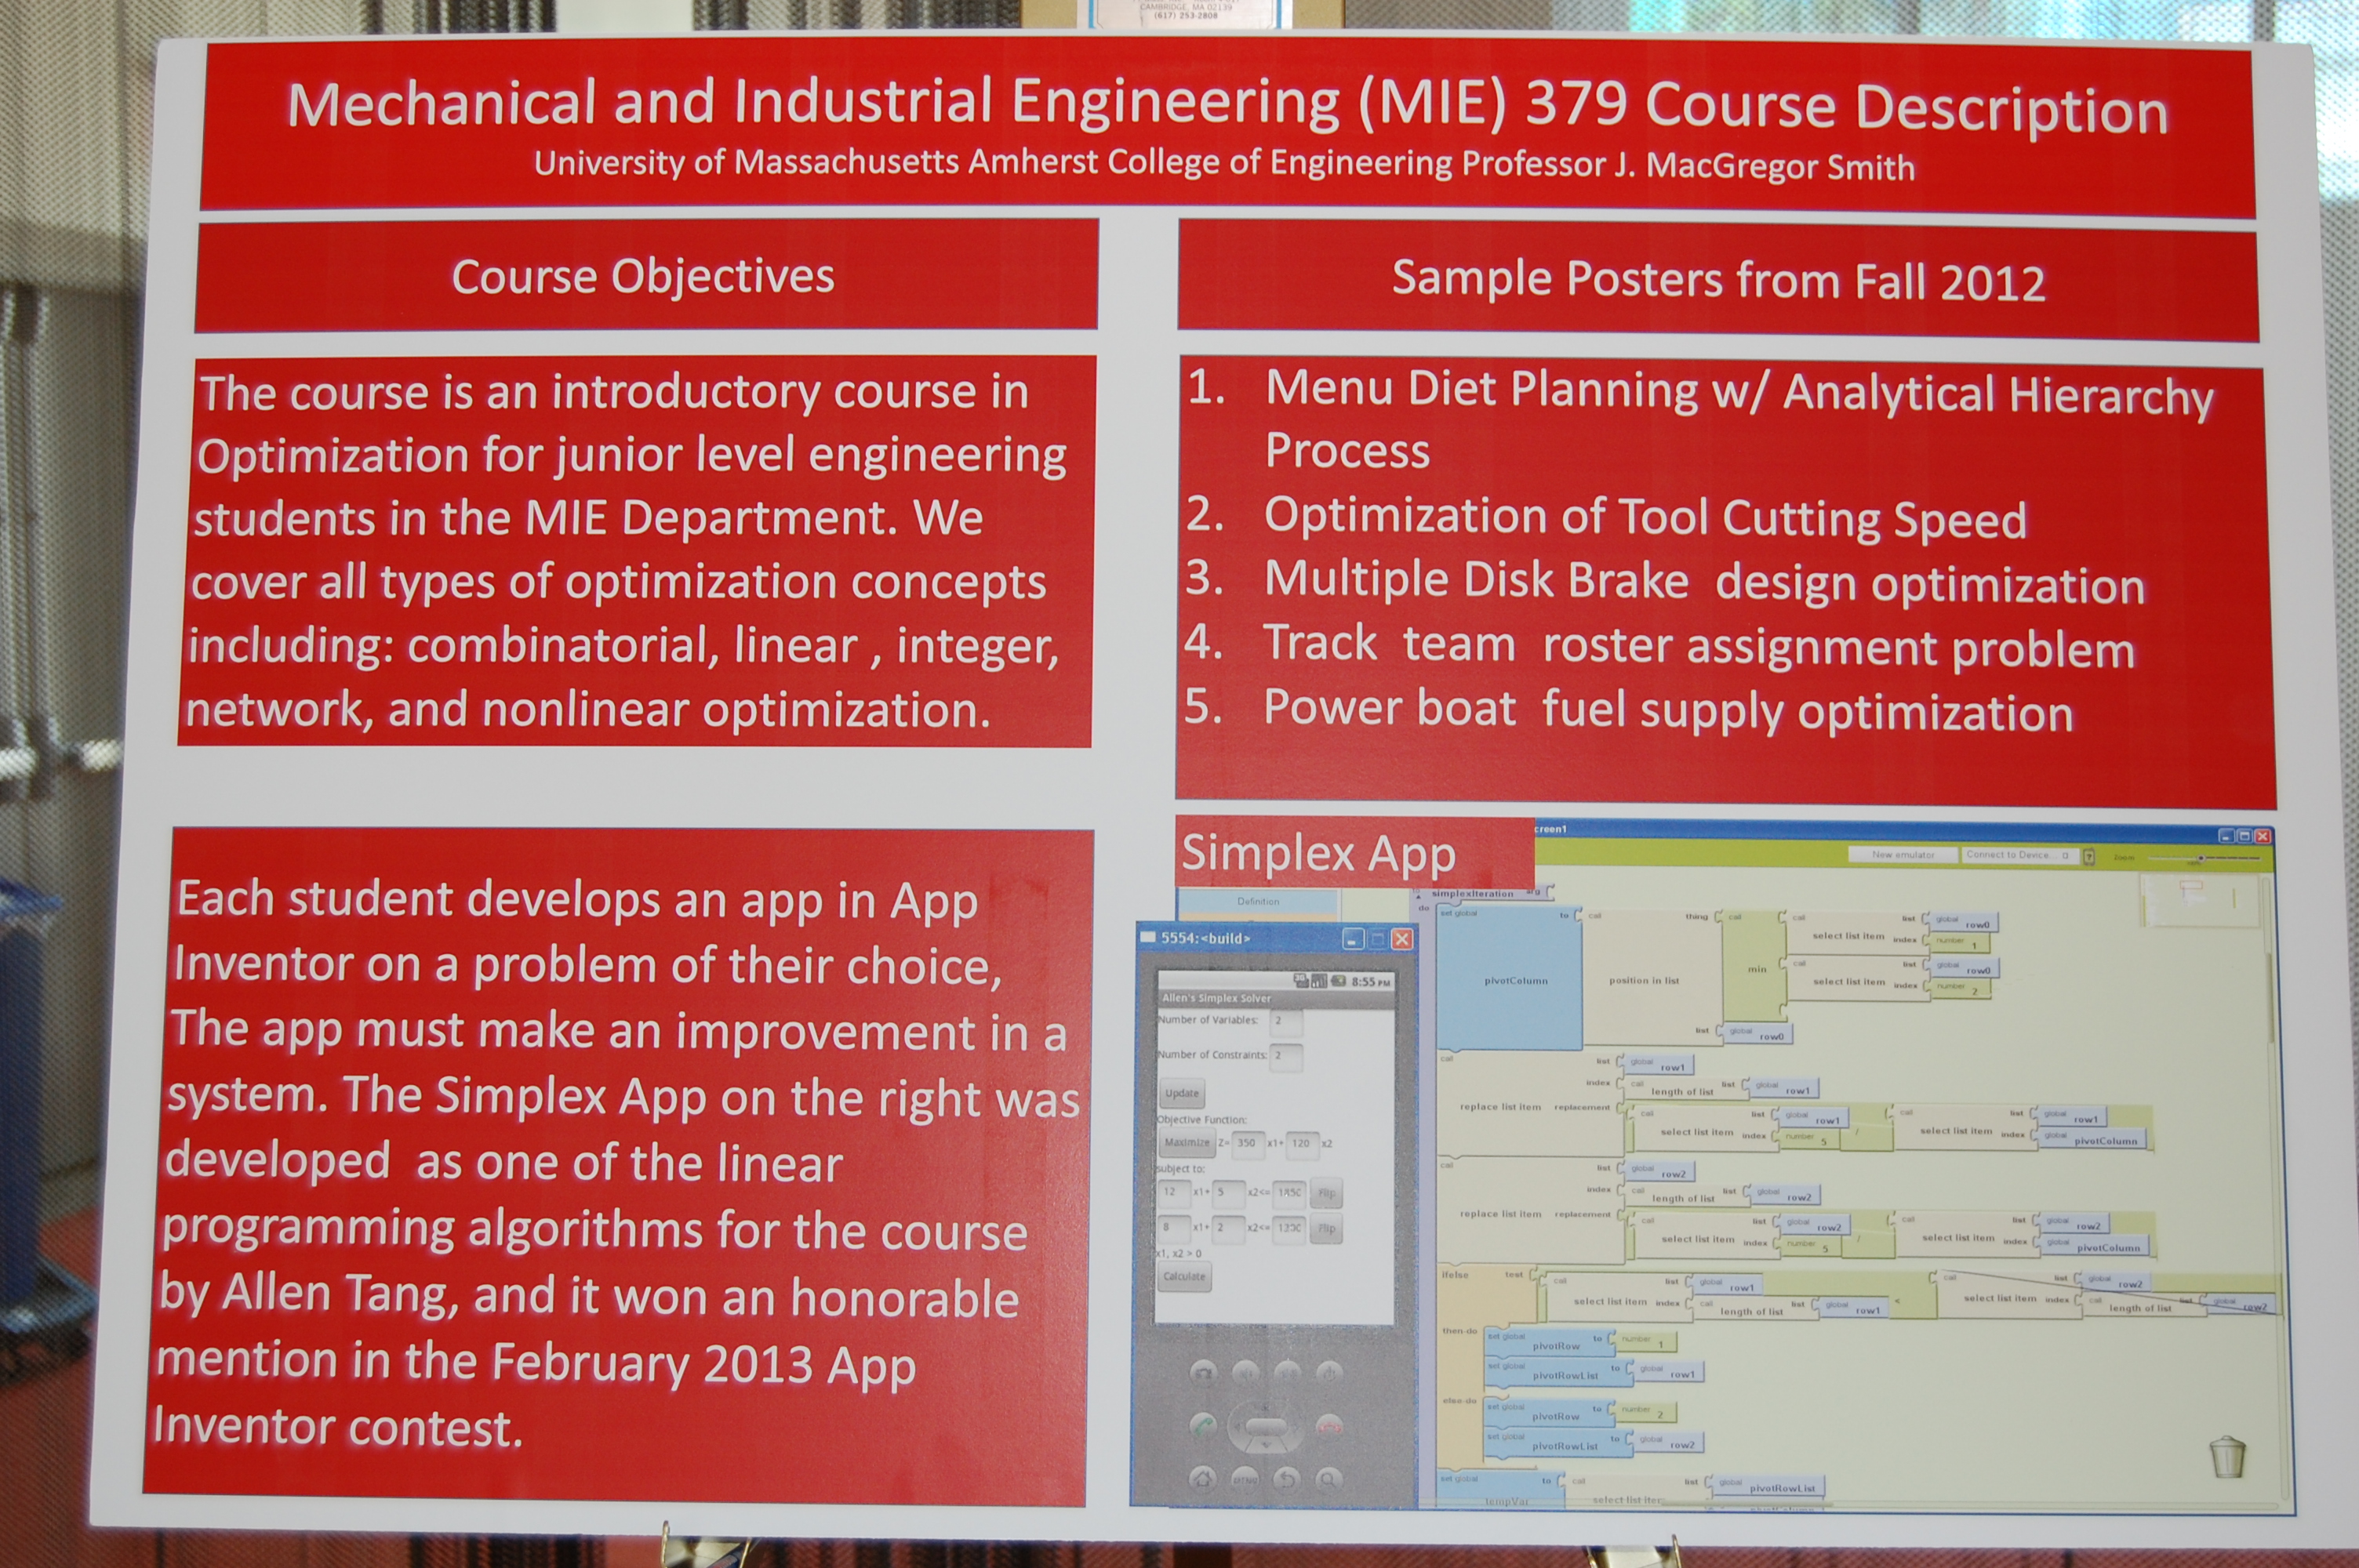 CAMBRIDGE, MA 02139
(617) 253-2808
Mechanical and Industrial Engineering (MIE) 379 Course Description
University of Massachusetts Amherst College of Engineering Professor J. MacGregor Smith
Course Objectives
The course is an introductory course in
Optimization for junior level engineering
students in the MIE Department. We
cover all types of optimization concepts
including: combinatorial, linear , integer,
network, and nonlinear optimization.
Each student develops an app in App
Inventor on a problem of their choice,
The app must make an improvement in a
system. The Simplex App on the right was
developed as one of the linear
programming algorithms for the course
by Allen Tang, and it won an honorable
mention in the February 2013 App
Inventor contest.
Sample Posters from Fall 2012
1. Menu Diet Planning w/ Analytical Hierarchy
Process
2. Optimization of Tool Cutting Speed
3. Multiple Disk Brake design optimization
4. Track team roster assignment problem
5. Power boat fuel supply optimization
Simplex App
creen1
New emulator Connect to Device... Zoom
Definition
5554:<build>
8:55 PM
Allen's Simplex Solver
Number of Variables: 2
Number of Constraints: 2
Update
Objective Function:
Maximize Z= 350 x1+ 120 x2
subject to:
12 x1+ 5 x2<= Flip
8 x1+ 2 x2<= Flip
x1, x2 > 0
Calculate
MENU
simplexIteration arg
do
set global to call thing call call list global row0
select list item index number 1
pivotColumn position in list min
call list global row0
select list item index number 2
list global row0
call list global row1
index call length of list list global row1
replace list item replacement call list global row1 / call list global row1
select list item index number 5 select list item index global pivotColumn
call list global row2
index call length of list list global row2
replace list item replacement call list global row2 / call list global row2
select list item index number 5 select list item index global pivotColumn
ifelse test call list global row1 < call list global row2
select list item index call length of list list global row1 select list item index call length of list list global row2
then-do set global pivotRow to number 1
set global pivotRowList to global row1
else-do set global pivotRow to number 2
set global pivotRowList to global row2
set global to call list global pivotRowList
tempVar select list item